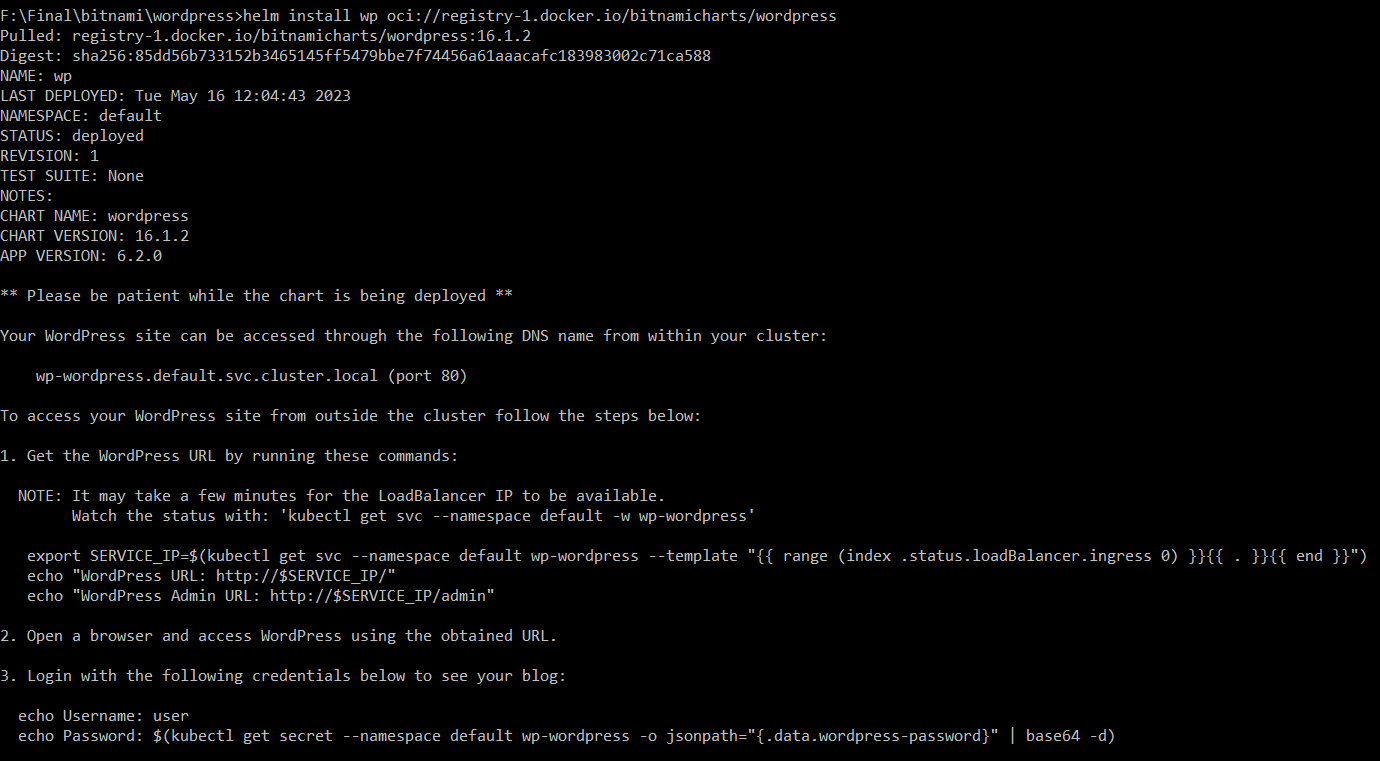 F:\Final\bitnami\wordpress>helm install wp oci://registry-1.docker.io/bitnamicharts/wordpress
Pulled: registry-1.docker.io/bitnamicharts/wordpress:16.1.2
Digest: sha256:85dd56b733152b3465145ff5479bbe7f74456a61aaacafc183983002c71ca588
NAME: wp
LAST DEPLOYED: Tue May 16 12:04:43 2023
NAMESPACE: default
STATUS: deployed
REVISION: 1
TEST SUITE: None
NOTES:
CHART NAME: wordpress
CHART VERSION: 16.1.2
APP VERSION: 6.2.0

** Please be patient while the chart is being deployed **

Your WordPress site can be accessed through the following DNS name from within your cluster:

    wp-wordpress.default.svc.cluster.local (port 80)

To access your WordPress site from outside the cluster follow the steps below:

1. Get the WordPress URL by running these commands:

  NOTE: It may take a few minutes for the LoadBalancer IP to be available.
        Watch the status with: 'kubectl get svc --namespace default -w wp-wordpress'

   export SERVICE_IP=$(kubectl get svc --namespace default wp-wordpress --template "{{ range (index .status.loadBalancer.ingress 0) }}{{ . }}{{ end }}")
   echo "WordPress URL: http://$SERVICE_IP/"
   echo "WordPress Admin URL: http://$SERVICE_IP/admin"

2. Open a browser and access WordPress using the obtained URL.

3. Login with the following credentials below to see your blog:

  echo Username: user
  echo Password: $(kubectl get secret --namespace default wp-wordpress -o jsonpath="{.data.wordpress-password}" | base64 -d)